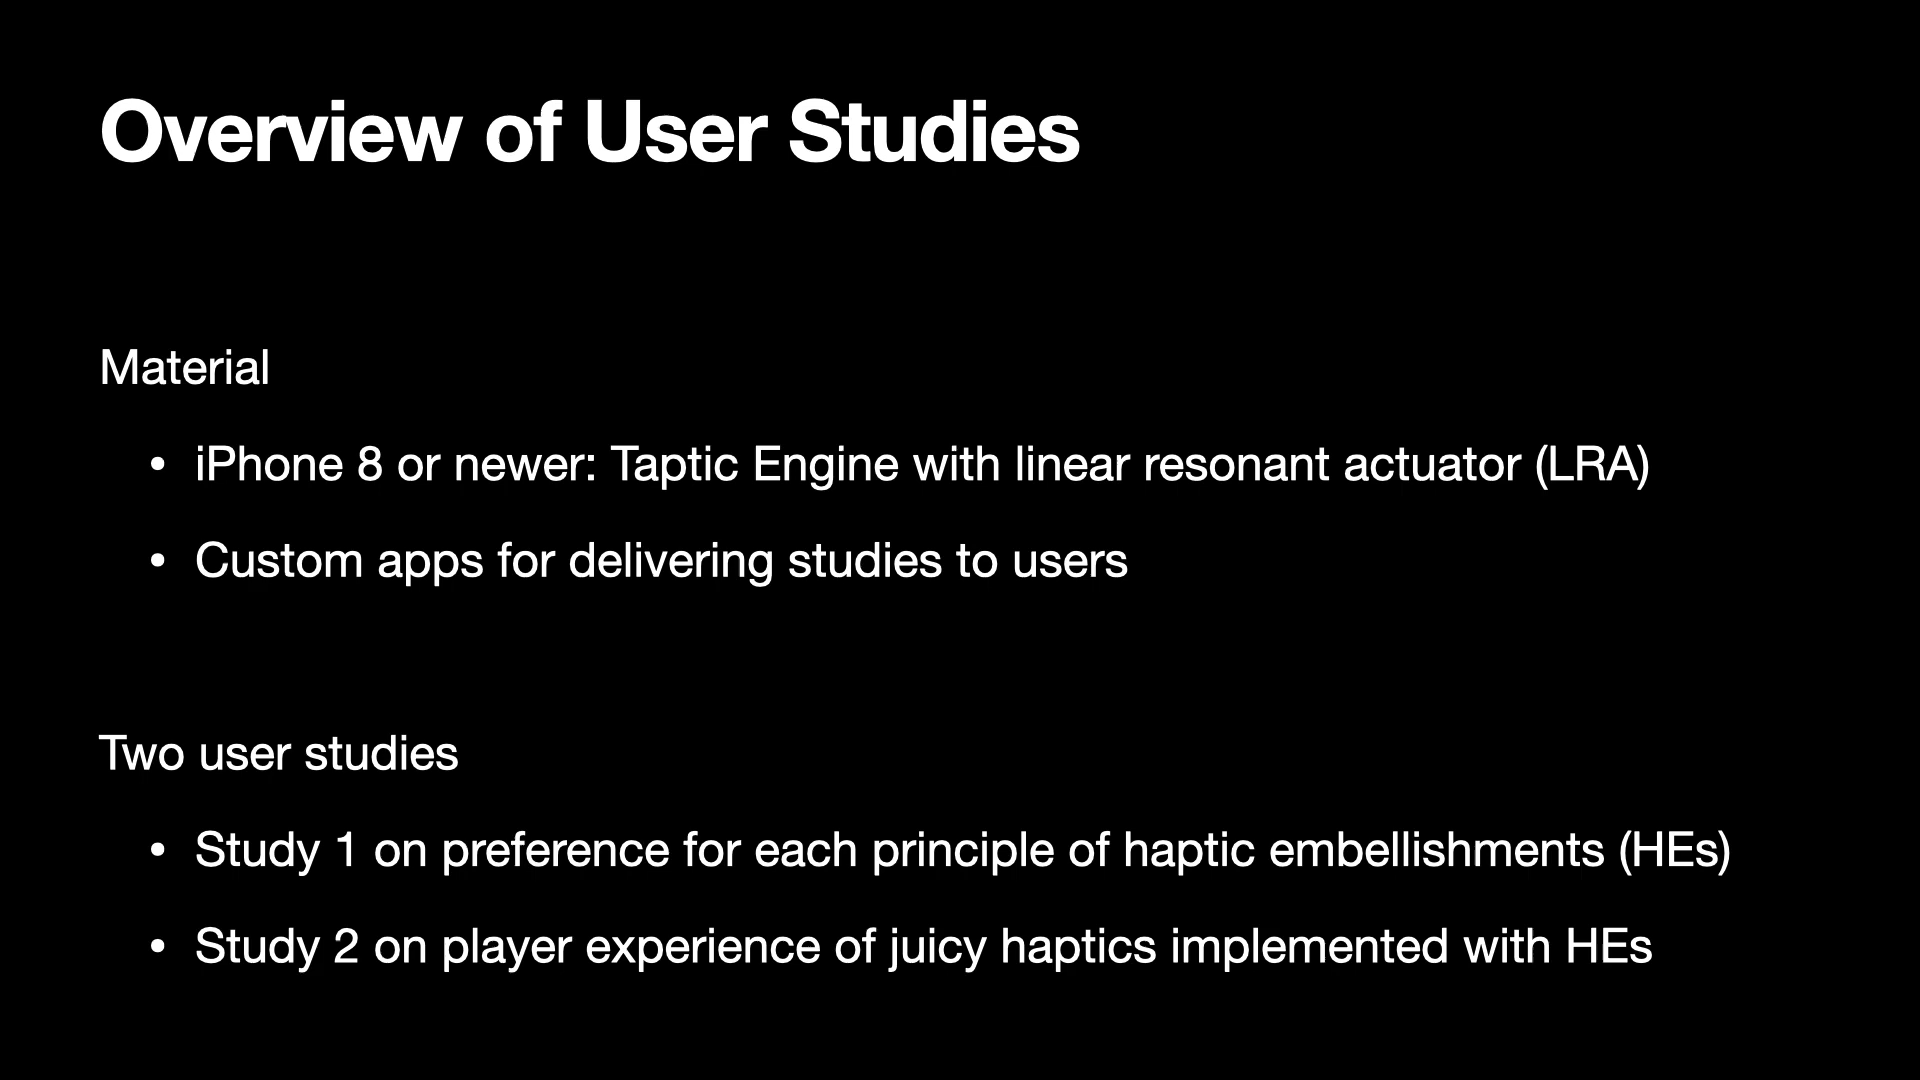 Overview of User Studies
Material
• iPhone 8 or newer: Taptic Engine with linear resonant actuator (LRA)
• Custom apps for delivering studies to users
Two user studies
• Study 1 on preference for each principle of haptic embellishments (HEs)
• Study 2 on player experience of juicy haptics implemented with HEs